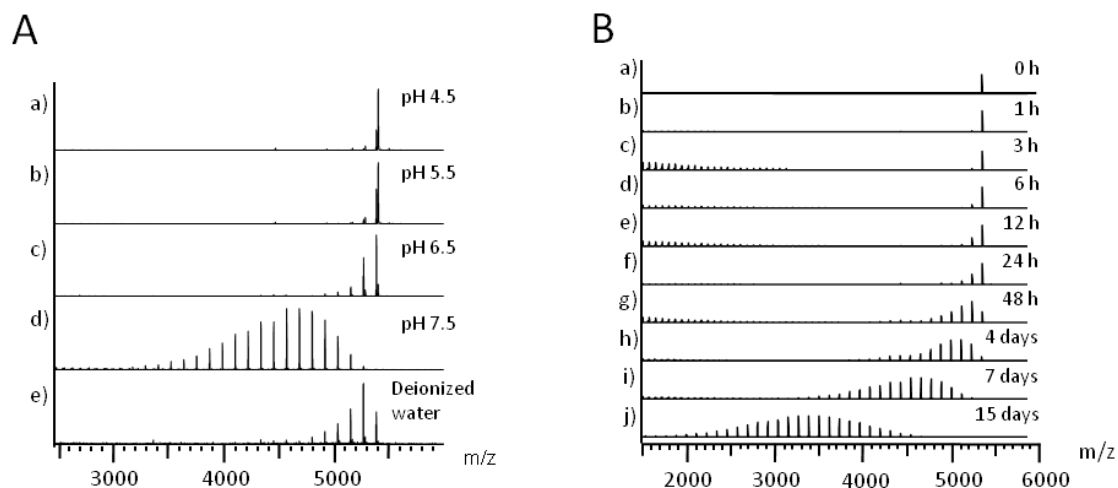 A
a) pH 4.5
b) pH 5.5
c) pH 6.5
d) pH 7.5
e) Deionized
water
3000 4000 5000 m/z
B
a) 0 h
b) 1 h
c) 3 h
d) 6 h
e) 12 h
f) 24 h
g) 48 h
h) 4 days
i) 7 days
j) 15 days
2000 3000 4000 5000 6000
m/z